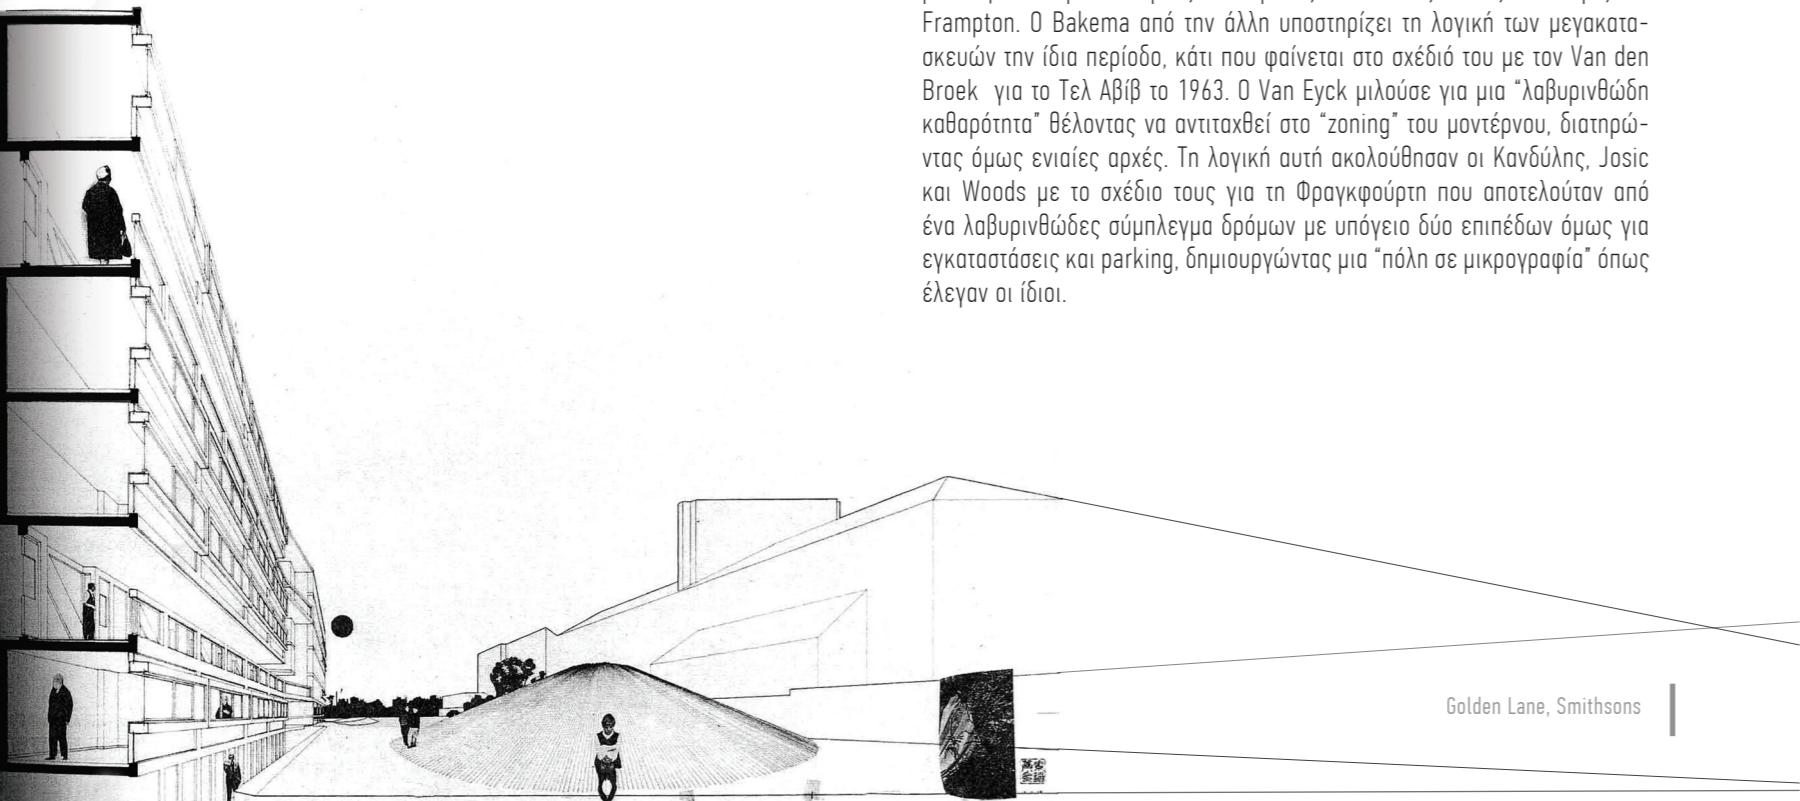 Frampton. Ο Bakema από την άλλη υποστηρίζει τη λογική των μεγακατα-
σκευών την ίδια περίοδο, κάτι που φαίνεται στο σχέδιό του με τον Van den
Broek για το Τελ Αβίβ το 1963. Ο Van Eyck μιλούσε για μια “λαβυρινθώδη
καθαρότητα” θέλοντας να αντιταχθεί στο “zoning” του μοντέρνου, διατηρώ-
ντας όμως ενιαίες αρχές. Τη λογική αυτή ακολούθησαν οι Κανδύλης, Josic
και Woods με το σχέδιο τους για τη Φραγκφούρτη που αποτελούταν από
ένα λαβυρινθώδες σύμπλεγμα δρόμων με υπόγειο δύο επιπέδων όμως για
εγκαταστάσεις και parking, δημιουργώντας μια “πόλη σε μικρογραφία” όπως
έλεγαν οι ίδιοι.
Golden Lane, Smithsons